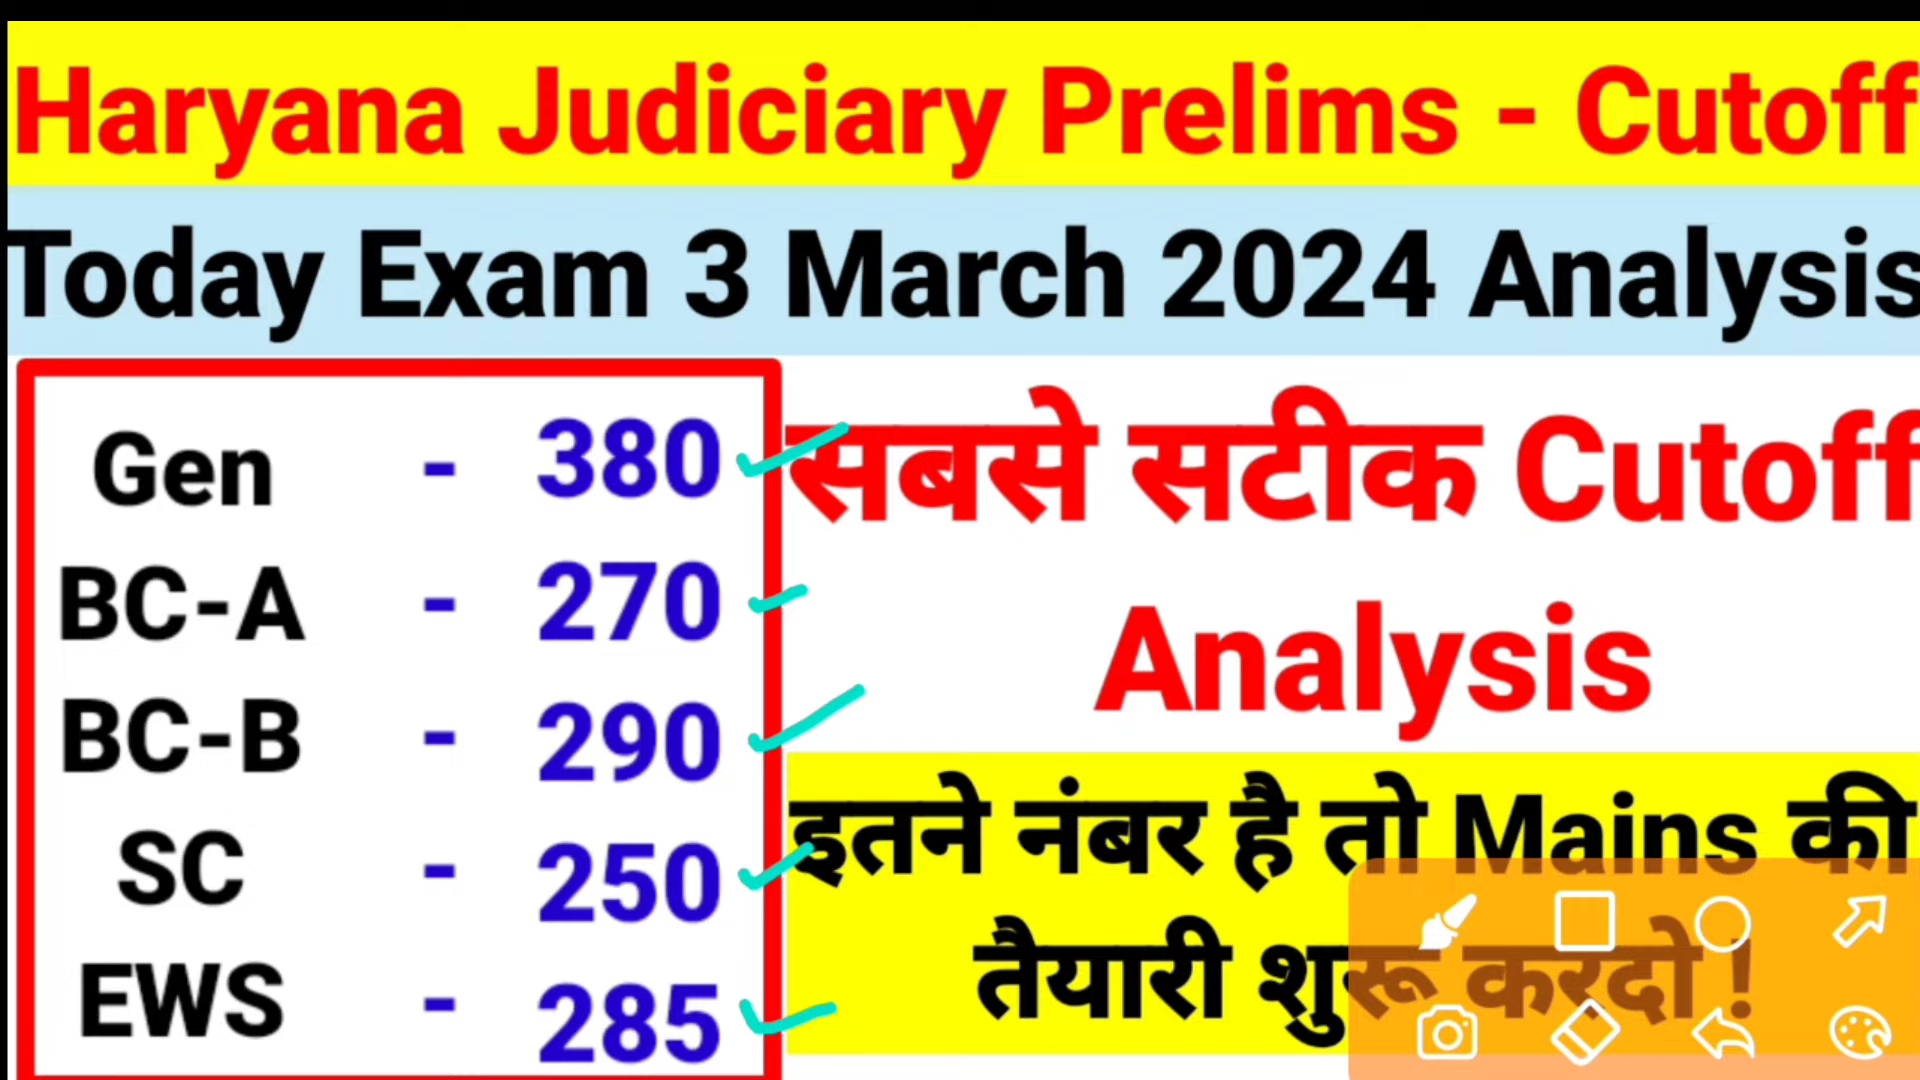 Haryana Judiciary Prelims - Cutoff
Today Exam 3 March 2024 Analysis
Gen - 380
BC-A - 270
BC-B - 290
SC - 250
EWS - 285
सबसे सटीक Cutoff
Analysis
इतने नंबर है तो Mains की
तैयारी शुरू करदो !